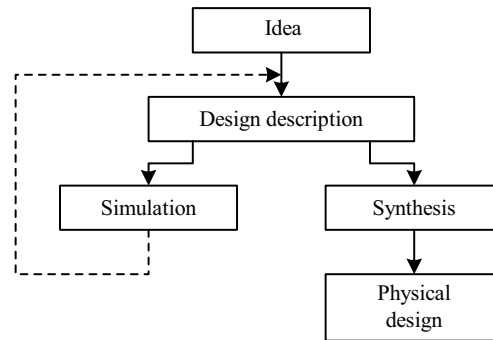 Idea
Design description
Simulation
Synthesis
Physical
design